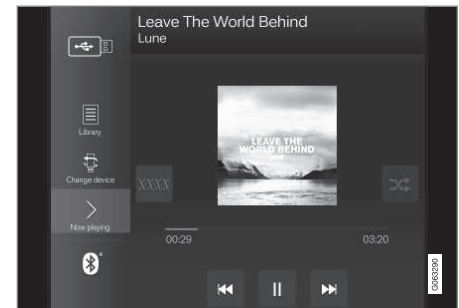 Leave The World Behind
Lune
Library
Change device
Now playing
LEAVE THE
WORLD BEHIND
LUNE
XXXX
00:29
03:20
G063290